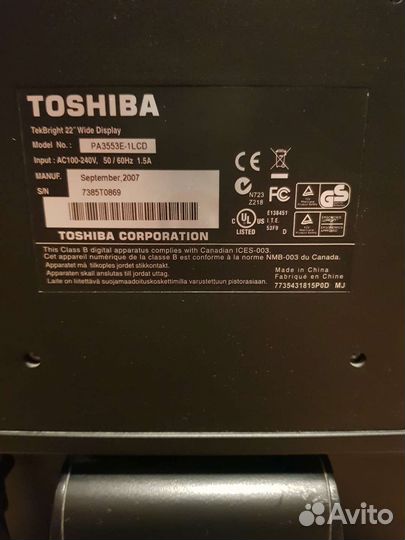 TOSHIBA
TekBright 22" Wide Display
Model No. : PA3553E-1LCD
Input : AC100-240V, 50 / 60Hz 1.5A
MANUF. September,2007
S/N 7385T0869
TOSHIBA CORPORATION
CE
N723
Z218
FC
GS
UL
LISTED
E138451
I.T.E.
53F9 D
This Class B digital apparatus complies with Canadian ICES-003.
Cet appareil numérique de la classe B est conforme à la norme NMB-003 du Canada.
Apparatet må tilkoples jordet stikkontakt.
Apparaten skall anslutas till jordat uttag.
Laite on liitettävä suojamaadoituskoskettimilla varustettuun pistorasiaan.
Made in China
Fabriqué en Chine
7735431815P0D MJ
Avito